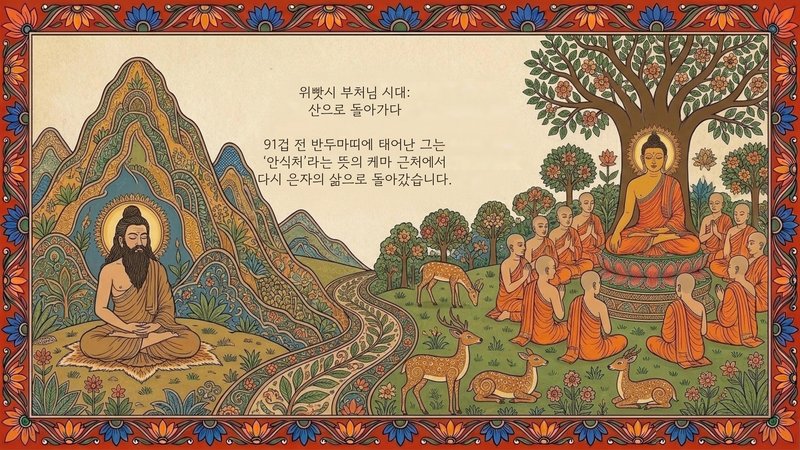 위빳시 부처님 시대:
산으로 돌아가다
91겁 전 반두마띠에 태어난 그는
‘안식처’라는 뜻의 케마 근처에서
다시 은자의 삶으로 돌아갔습니다.